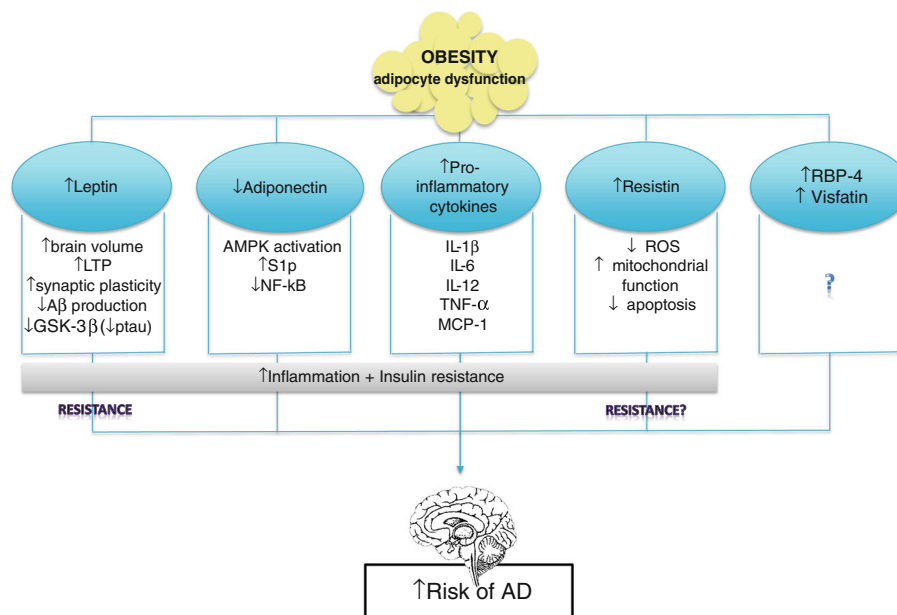 OBESITY
adipocyte dysfunction
↑Leptin
↓Adiponectin
↑Pro-
inflammatory
cytokines
↑Resistin
↑RBP-4
↑ Visfatin
↑brain volume
↑LTP
↑synaptic plasticity
↓Aβ production
↓GSK-3β(↓ptau)
AMPK activation
↑S1p
↓NF-kB
IL-1β
IL-6
IL-12
TNF-α
MCP-1
↓ ROS
↑ mitochondrial
function
↓ apoptosis
?
↑Inflammation + Insulin resistance
RESISTANCE
RESISTANCE?
↑Risk of AD